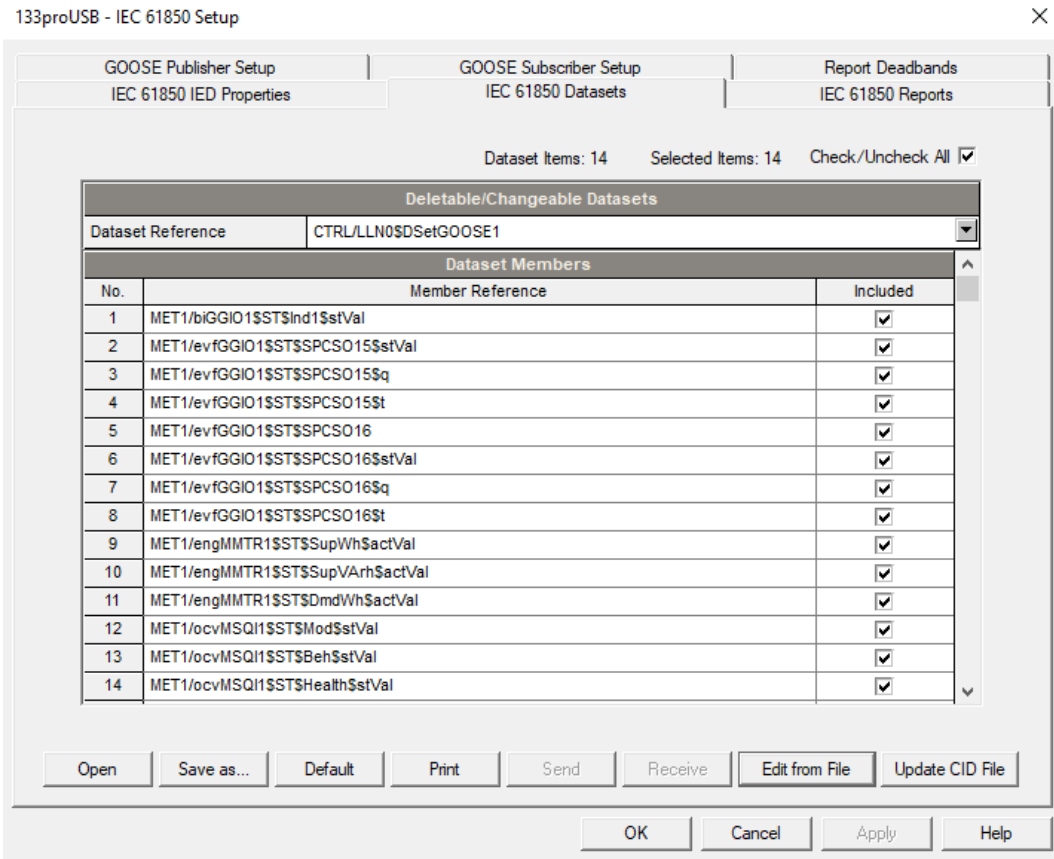 133proUSB - IEC 61850 Setup
GOOSE Publisher Setup GOOSE Subscriber Setup Report Deadbands
IEC 61850 IED Properties IEC 61850 Datasets IEC 61850 Reports
Dataset Items: 14 Selected Items: 14 Check/Uncheck All
Deletable/Changeable Datasets
Dataset Reference CTRL/LLN0$DSetGOOSE1
Dataset Members
No. Member Reference Included
1 MET1/biGGIO1$ST$Ind1$stVal
2 MET1/evfGGIO1$ST$SPCSO15$stVal
3 MET1/evfGGIO1$ST$SPCSO15$q
4 MET1/evfGGIO1$ST$SPCSO15$t
5 MET1/evfGGIO1$ST$SPCSO16
6 MET1/evfGGIO1$ST$SPCSO16$stVal
7 MET1/evfGGIO1$ST$SPCSO16$q
8 MET1/evfGGIO1$ST$SPCSO16$t
9 MET1/engMMTR1$ST$SupWh$actVal
10 MET1/engMMTR1$ST$SupVArh$actVal
11 MET1/engMMTR1$ST$DmdWh$actVal
12 MET1/ocvMSQI1$ST$Mod$stVal
13 MET1/ocvMSQI1$ST$Beh$stVal
14 MET1/ocvMSQI1$ST$Health$stVal
Open Save as... Default Print Send Receive Edit from File Update CID File
OK Cancel Apply Help